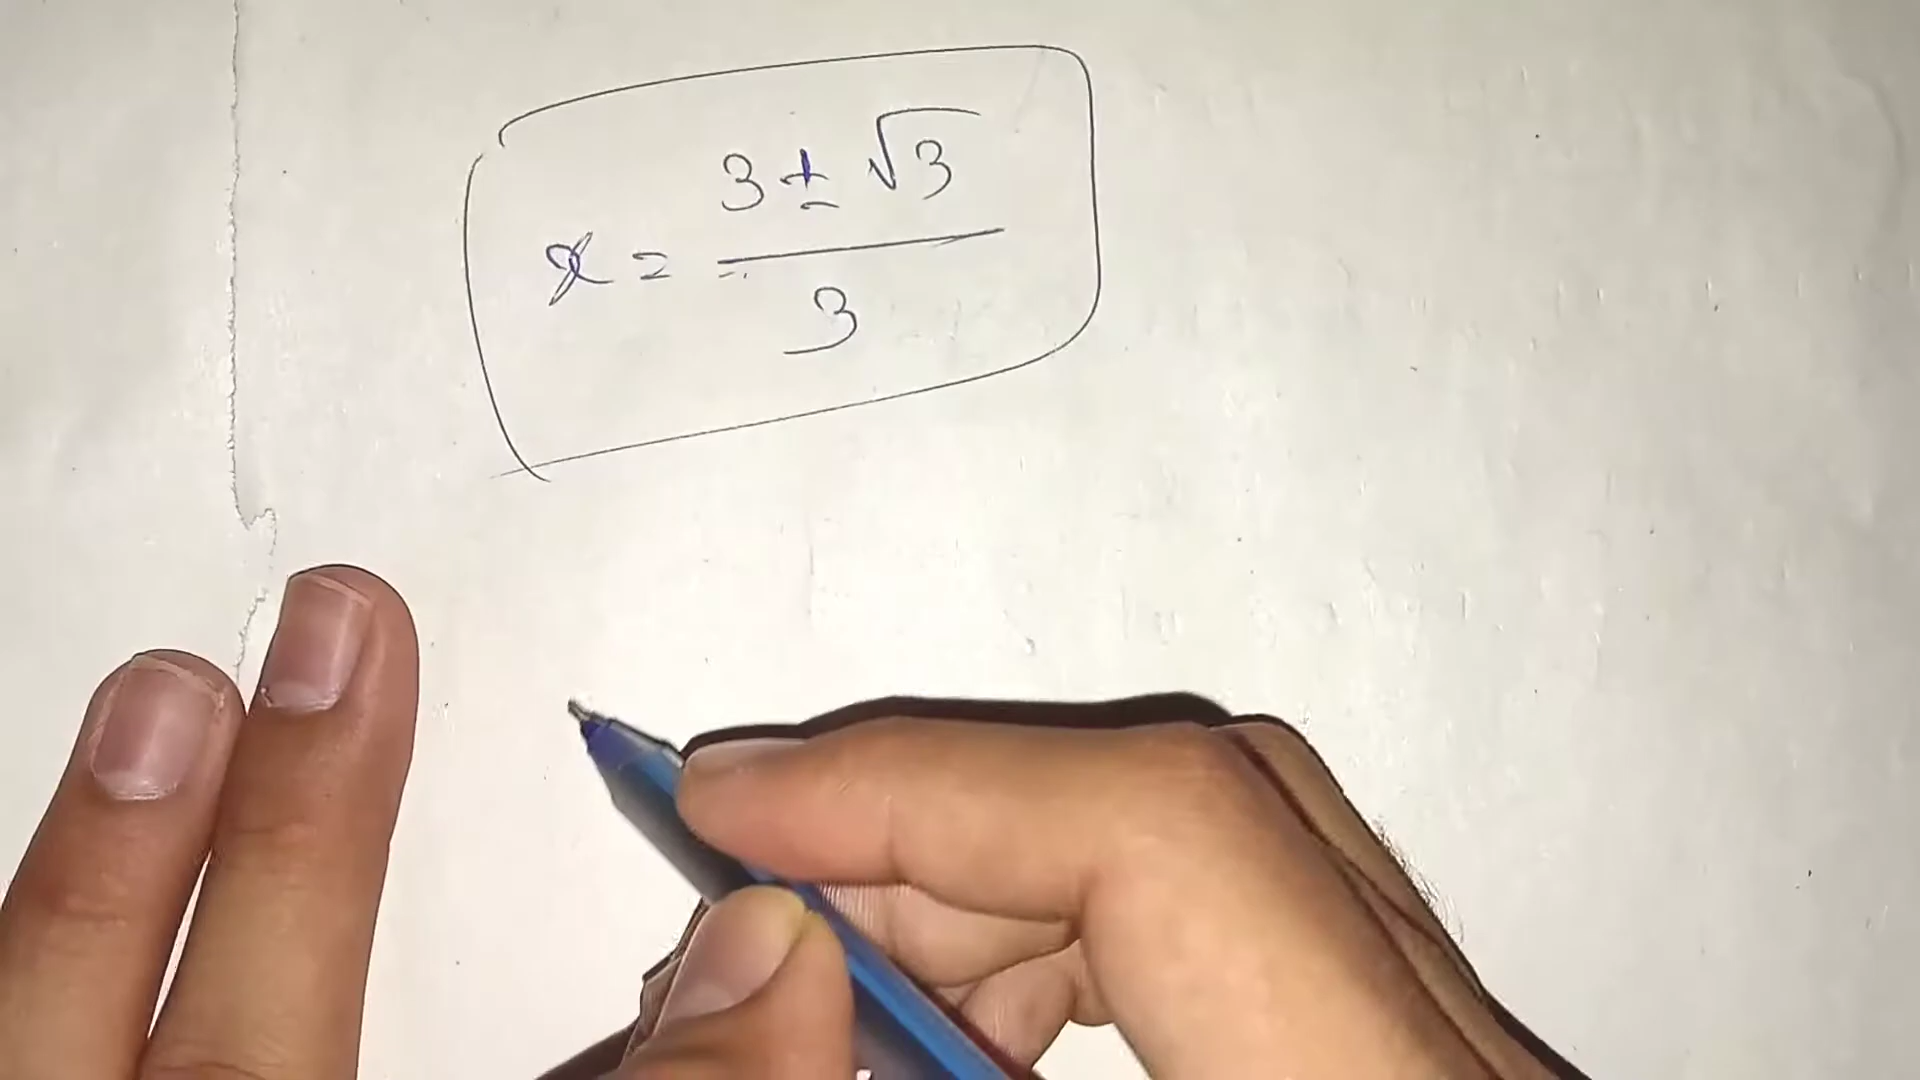 x = (3 ± √3) / 3